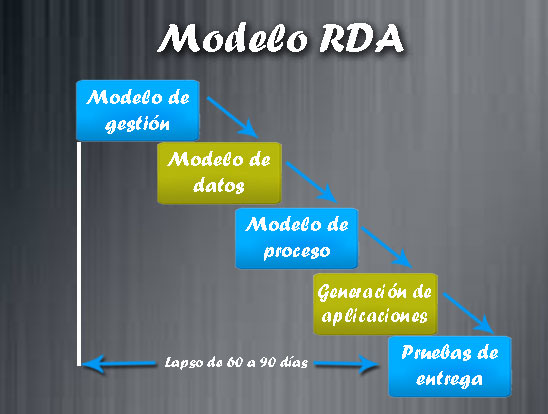 Modelo RDA
Modelo de
gestión
Modelo de
datos
Modelo de
proceso
Generación de
aplicaciones
Pruebas de
entrega
Lapso de 60 a 90 días